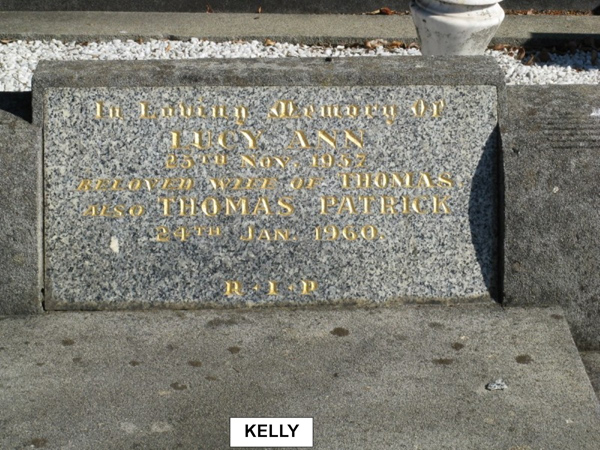 In Loving Memory Of
LUCY ANN
25TH NOV, 1957
BELOVED WIFE OF THOMAS
ALSO THOMAS PATRICK
24TH JAN. 1960.
R · I · P
KELLY